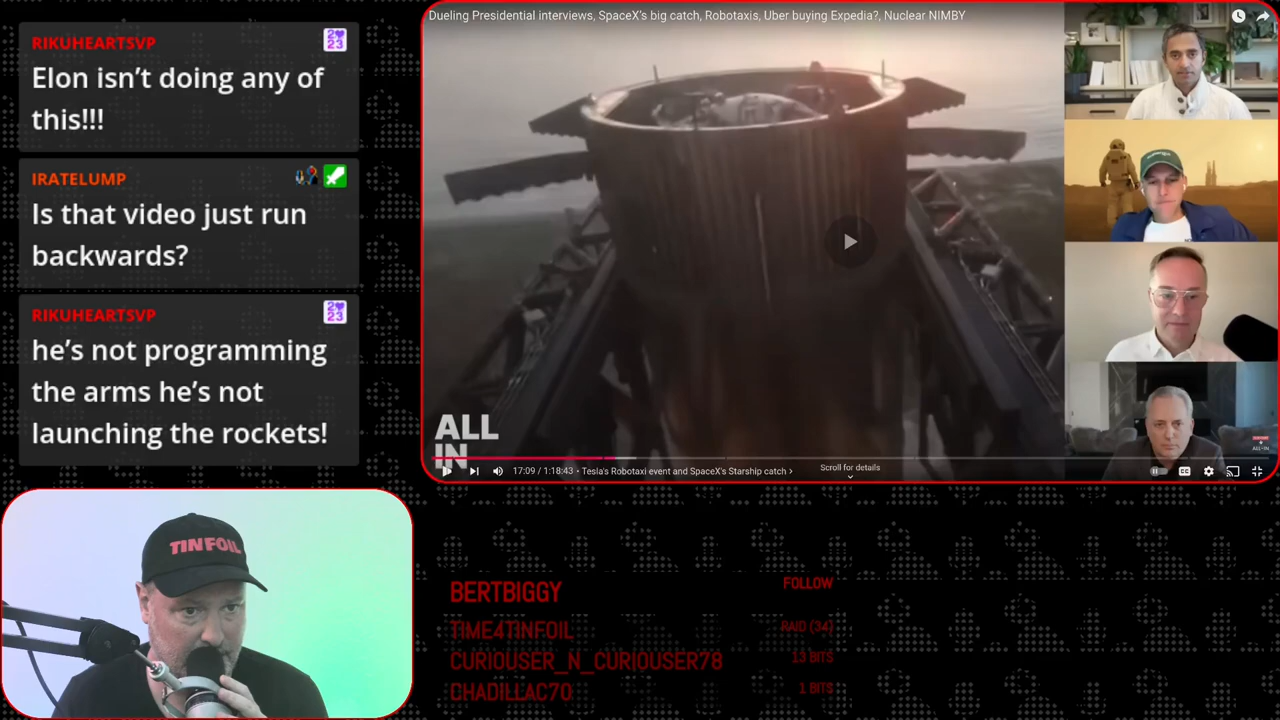 RIKUHEARTSVP
Elon isn't doing any of
this!!!
IRATELUMP
Is that video just run
backwards?
RIKUHEARTSVP
he's not programming
the arms he's not
launching the rockets!
Dueling Presidential interviews, SpaceX's big catch, Robotaxis, Uber buying Expedia?, Nuclear NIMBY
ALL
IN
17:09 / 1:18:43 • Tesla's Robotaxi event and SpaceX's Starship catch ›
Scroll for details
CC
ALL-IN
TINFOIL
BERTBIGGY FOLLOW
TIME4TINFOIL RAID (34)
CURIOUSER_N_CURIOUSER78 13 BITS
CHADILLAC70 1 BITS